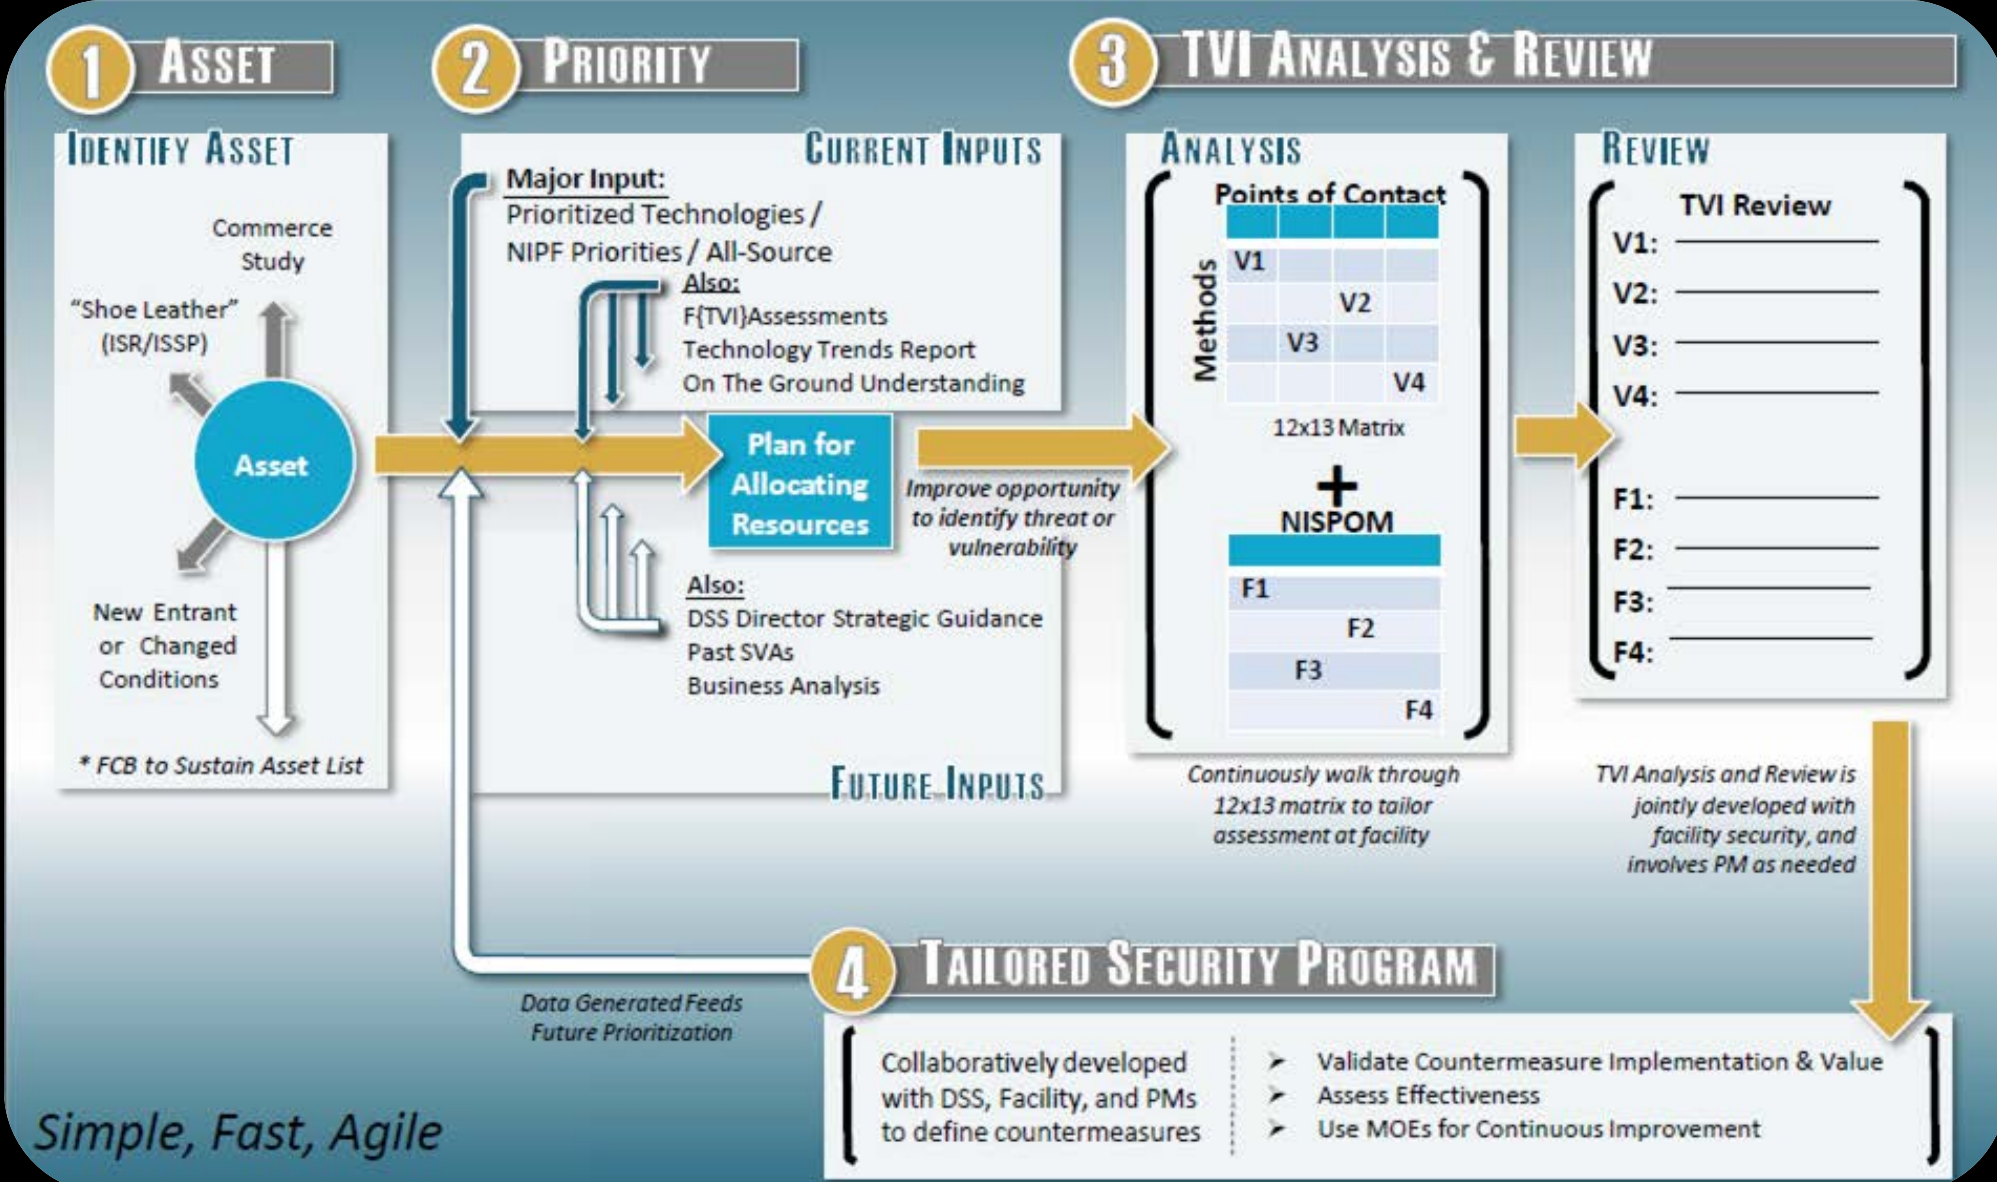 1 ASSET
IDENTIFY ASSET
Commerce
Study
"Shoe Leather"
(ISR/ISSP)
Asset
New Entrant
or Changed
Conditions
* FCB to Sustain Asset List
2 PRIORITY
CURRENT INPUTS
Major Input:
Prioritized Technologies /
NIPF Priorities / All-Source
Also:
F{TVI}Assessments
Technology Trends Report
On The Ground Understanding
Plan for
Allocating
Resources
Improve opportunity
to identify threat or
vulnerability
Also:
DSS Director Strategic Guidance
Past SVAs
Business Analysis
FUTURE INPUTS
3 TVI ANALYSIS & REVIEW
ANALYSIS
Points of Contact
Methods
V1
V2
V3
V4
12x13 Matrix
+
NISPOM
F1
F2
F3
F4
Continuously walk through
12x13 matrix to tailor
assessment at facility
REVIEW
TVI Review
V1:
V2:
V3:
V4:
F1:
F2:
F3:
F4:
TVI Analysis and Review is
jointly developed with
facility security, and
involves PM as needed
4 TAILORED SECURITY PROGRAM
Data Generated Feeds
Future Prioritization
Collaboratively developed
with DSS, Facility, and PMs
to define countermeasures
➢ Validate Countermeasure Implementation & Value
➢ Assess Effectiveness
➢ Use MOEs for Continuous Improvement
Simple, Fast, Agile